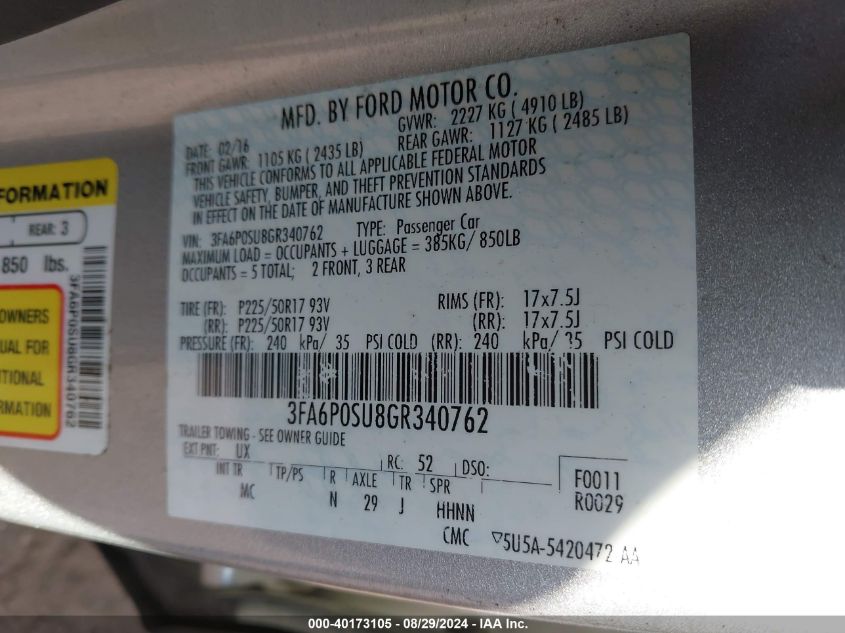 MFD. BY FORD MOTOR CO.
DATE: 02/16
GVWR: 2227 KG ( 4910 LB)
FRONT GAWR: 1105 KG ( 2435 LB)
REAR GAWR: 1127 KG ( 2485 LB)
THIS VEHICLE CONFORMS TO ALL APPLICABLE FEDERAL MOTOR
VEHICLE SAFETY, BUMPER, AND THEFT PREVENTION STANDARDS
IN EFFECT ON THE DATE OF MANUFACTURE SHOWN ABOVE.
VIN: 3FA6P0SU8GR340762 TYPE: Passenger Car
MAXIMUM LOAD = OCCUPANTS + LUGGAGE = 385KG/ 850LB
OCCUPANTS = 5 TOTAL; 2 FRONT, 3 REAR
TIRE (FR): P225/50R17 93V RIMS (FR): 17x7.5J
(RR): P225/50R17 93V (RR): 17x7.5J
PRESSURE (FR): 240 kPa/ 35 PSI COLD (RR): 240 kPa/ 35 PSI COLD
3FA6P0SU8GR340762
TRAILER TOWING - SEE OWNER GUIDE
EXT PNT: UX RC: 52 DSO:
INT TR TP/PS R AXLE TR SPR
MC N 29 J HHNN
F0011
R0029
CMC ▽5U5A-5420472 AA
FORMATION
REAR: 3
850 lbs.
OWNERS
UAL FOR
ITIONAL
RMATION
3FA6P0SU8GR340762
000-40173105 - 08/29/2024 - IAA Inc.